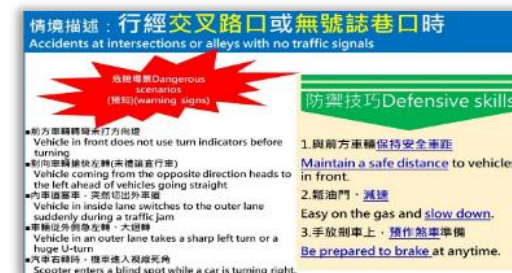 情境描述：行經交叉路口或無號誌巷口時
Accidents at intersections or alleys with no
traffic signals
危險場景Dangerous
scenarios
(預知)(warning signs)
▪前方車輛轉彎未打方向燈
Vehicle in front does not use turn indicators before
turning
▪對向車輛搶快左轉(未禮讓直行車)
Vehicle coming from the opposite direction heads to
the left ahead of vehicles going straight
▪內車道塞車，突然切出外車道
Vehicle in inside lane switches to the outer lane
suddenly during a traffic jam
▪車輛從外側急左轉、大迴轉
Vehicle in an outer lane takes a sharp left turn or a
huge U-turn
▪汽車右轉時，機車進入視線死角
Scooter enters a blind spot while a car is turning right.
防禦技巧Defensive skills
1.與前方車輛保持安全車距
Maintain a safe distance to vehicles
in front.
2.鬆油門、減速
Easy on the gas and slow down.
3.手放剎車上，預作煞車準備
Be prepared to brake at anytime.